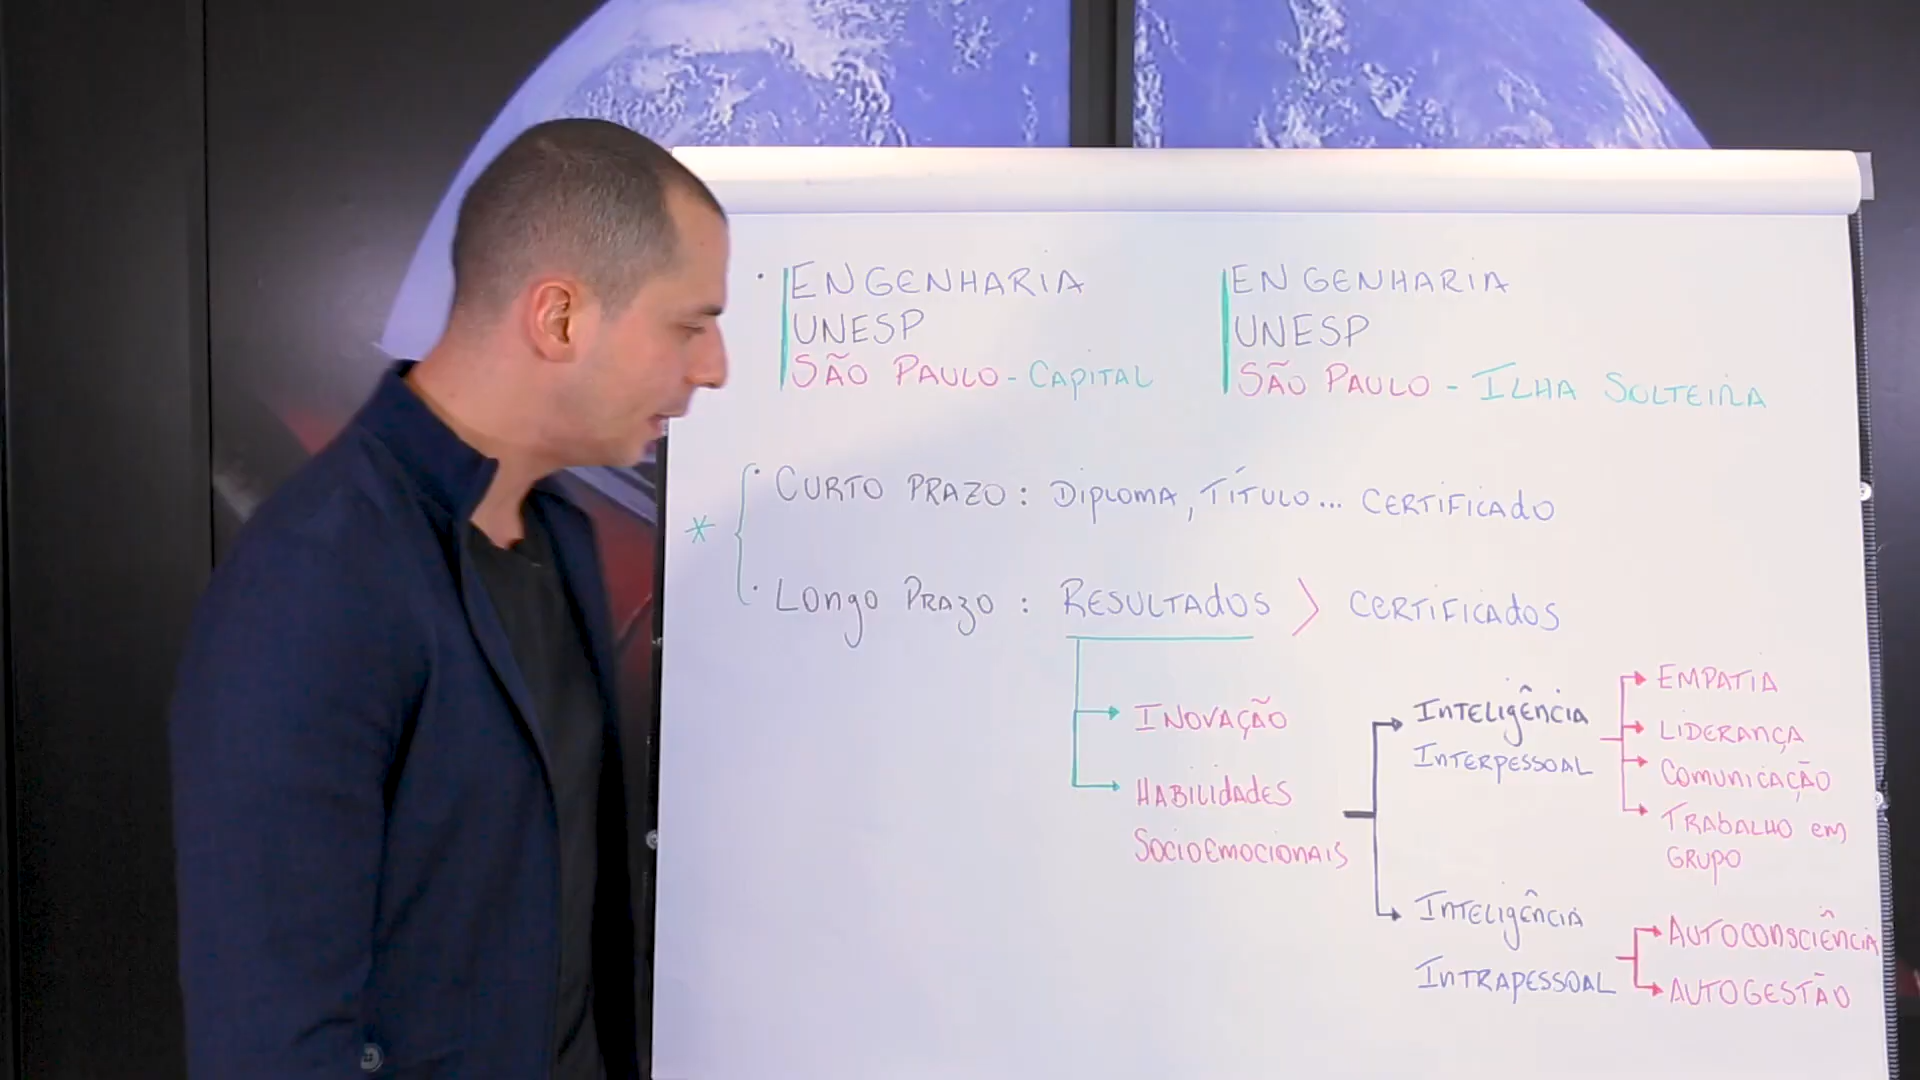 ENGENHARIA
UNESP
SÃO PAULO - CAPITAL
ENGENHARIA
UNESP
SÃO PAULO - ILHA SOLTEIRA
* CURTO PRAZO : Diploma, TÍTULO... CERTIFICADO
LONGO PRAZO : RESULTADOS > CERTIFICADOS
INOVAÇÃO
HABILIDADES
SOCIOEMOCIONAIS
INTELIGÊNCIA
INTERPESSOAL
EMPATIA
LIDERANÇA
COMUNICAÇÃO
TRABALHO EM
GRUPO
INTELIGÊNCIA
INTRAPESSOAL
AUTOCONSCIÊNCIA
AUTOGESTÃO